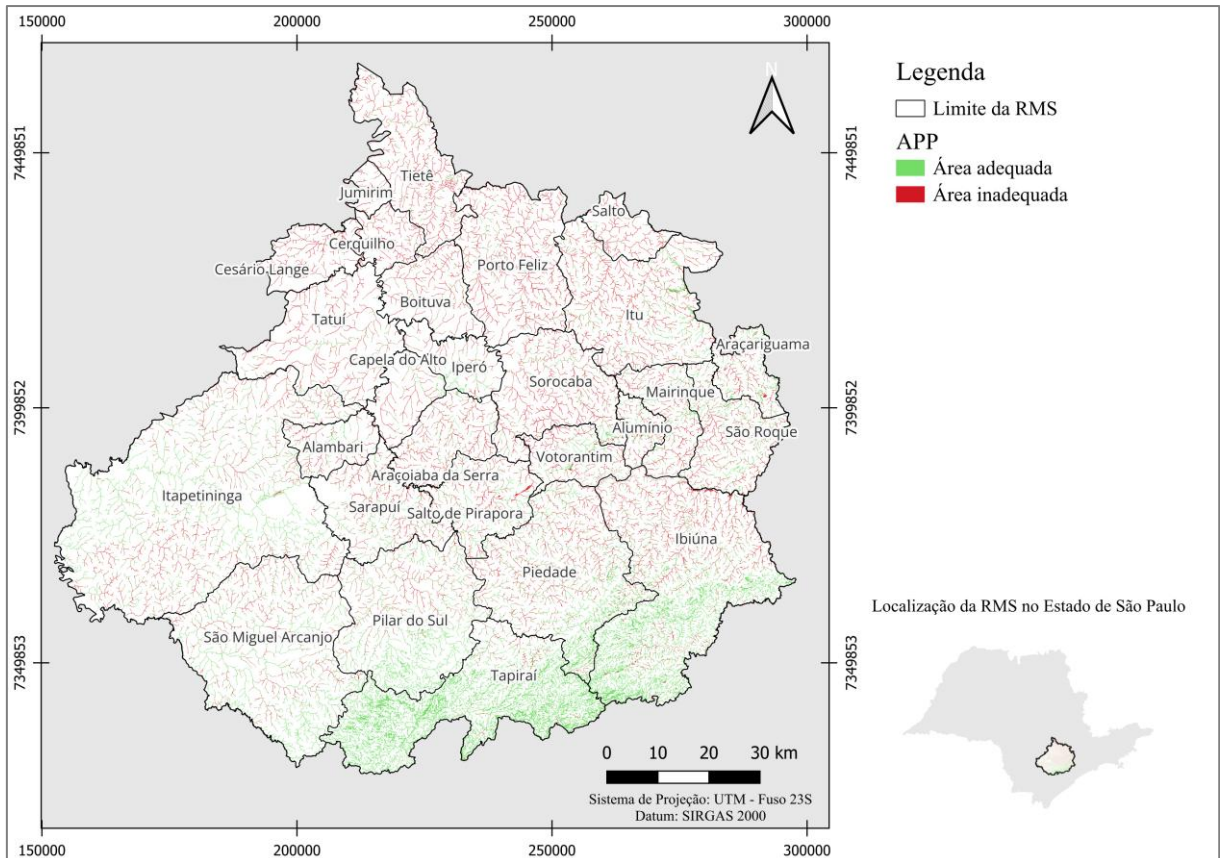 150000
200000
250000
300000
7449851
7399852
7349853
7449851
7399852
7349853
N
Tietê
Jumirim
Cerquilho
Cesário Lange
Salto
Porto Feliz
Boituva
Itu
Tatuí
Araçariguama
Capela do Alto
Iperó
Sorocaba
Mairinque
Alumínio
São Roque
Alambari
Votorantim
Araçoiaba da Serra
Itapetininga
Sarapuí
Salto de Pirapora
Ibiúna
Piedade
Pilar do Sul
São Miguel Arcanjo
Tapiraí
0 10 20 30 km
Sistema de Projeção: UTM - Fuso 23S
Datum: SIRGAS 2000
150000
200000
250000
300000
Legenda
Limite da RMS
APP
Área adequada
Área inadequada
Localização da RMS no Estado de São Paulo